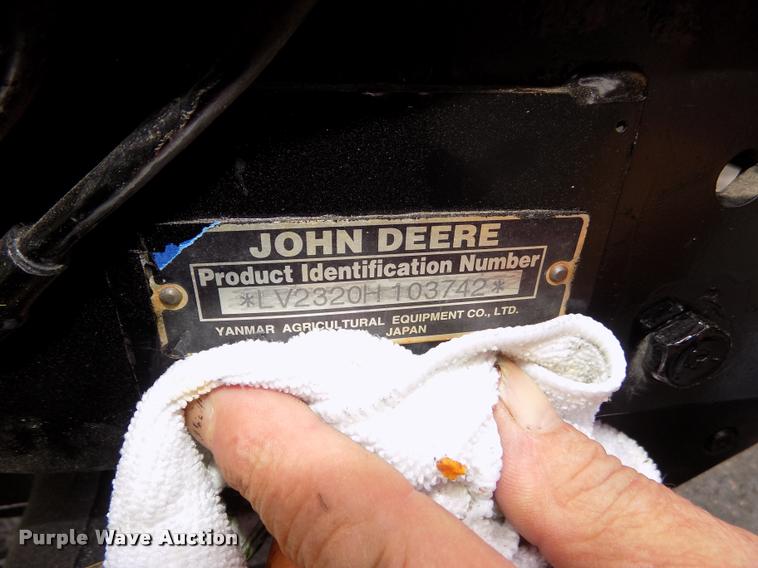 JOHN DEERE
Product Identification Number
*LV2320H103742*
YANMAR AGRICULTURAL EQUIPMENT CO., LTD.
JAPAN
Purple Wave Auction